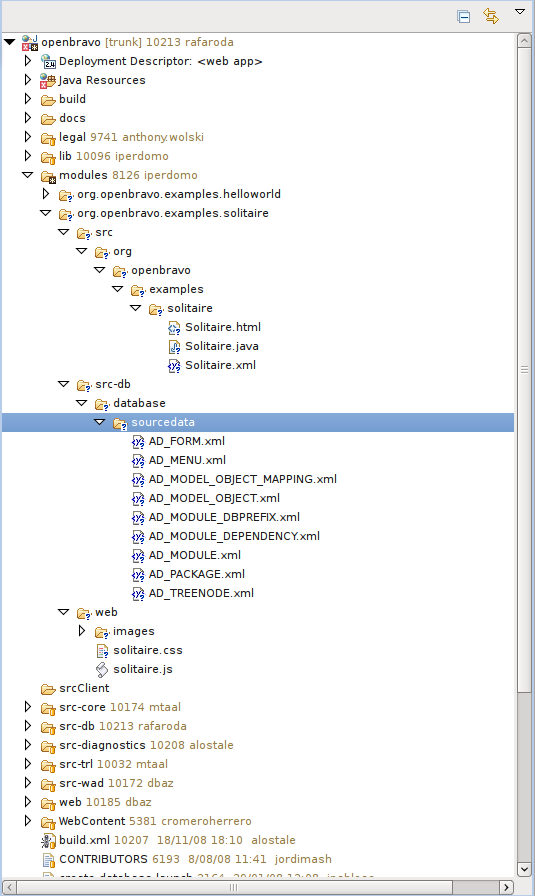 openbravo [trunk] 10213 rafaroda
Deployment Descriptor: <web app>
Java Resources
build
docs
legal 9741 anthony.wolski
lib 10096 iperdomo
modules 8126 iperdomo
org.openbravo.examples.helloworld
org.openbravo.examples.solitaire
src
org
openbravo
examples
solitaire
Solitaire.html
Solitaire.java
Solitaire.xml
src-db
database
sourcedata
AD_FORM.xml
AD_MENU.xml
AD_MODEL_OBJECT_MAPPING.xml
AD_MODEL_OBJECT.xml
AD_MODULE_DBPREFIX.xml
AD_MODULE_DEPENDENCY.xml
AD_MODULE.xml
AD_PACKAGE.xml
AD_TREENODE.xml
web
images
solitaire.css
solitaire.js
srcClient
src-core 10174 mtaal
src-db 10213 rafaroda
src-diagnostics 10208 alostale
src-trl 10032 mtaal
src-wad 10172 dbaz
web 10185 dbaz
WebContent 5381 cromeroherrero
build.xml 10207 18/11/08 18:10 alostale
CONTRIBUTORS 6193 8/08/08 11:41 jordimash